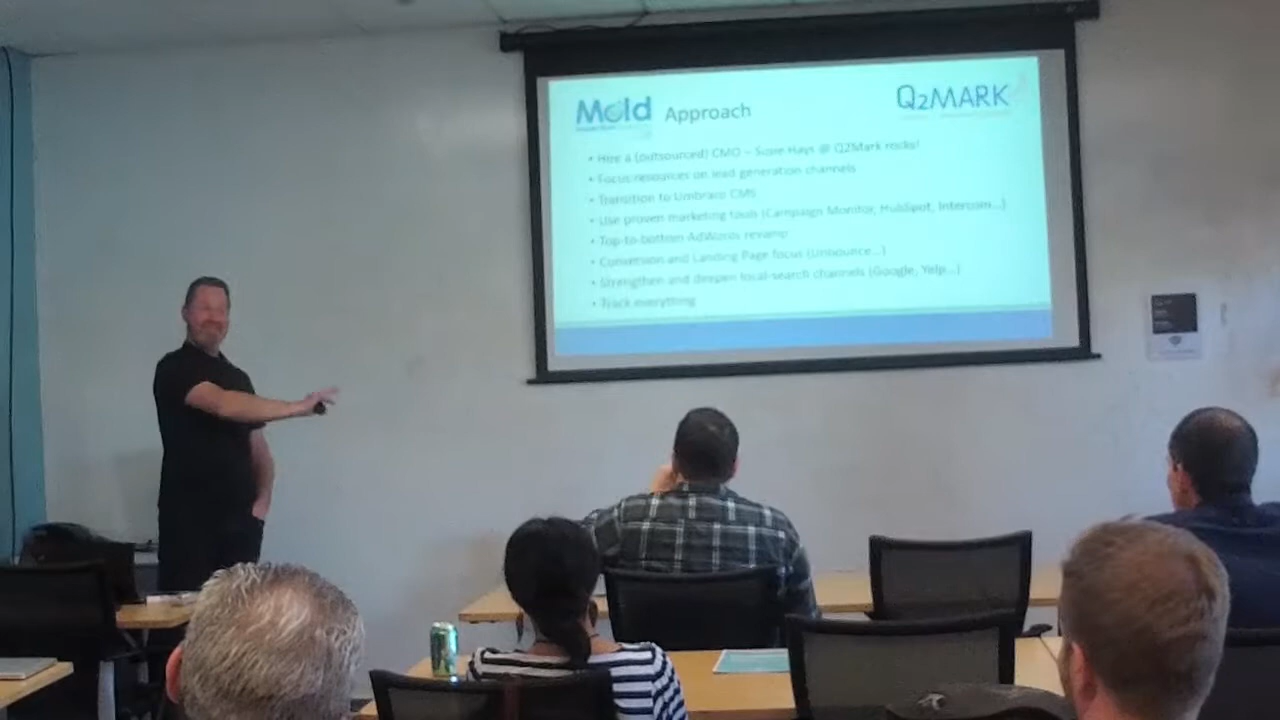 Mold Approach Q2MARK
• Hire a (outsourced) CMO – Suzie Hays @ Q2Mark rocks!
• Focus resources on lead generation channels
• Transition to Umbraco CMS
• Use proven marketing tools (Campaign Monitor, HubSpot, Intercom...)
• Top-to-bottom AdWords revamp
• Conversion and Landing Page focus (Unbounce...)
• Strengthen and deepen local-search channels (Google, Yelp...)
• Track everything